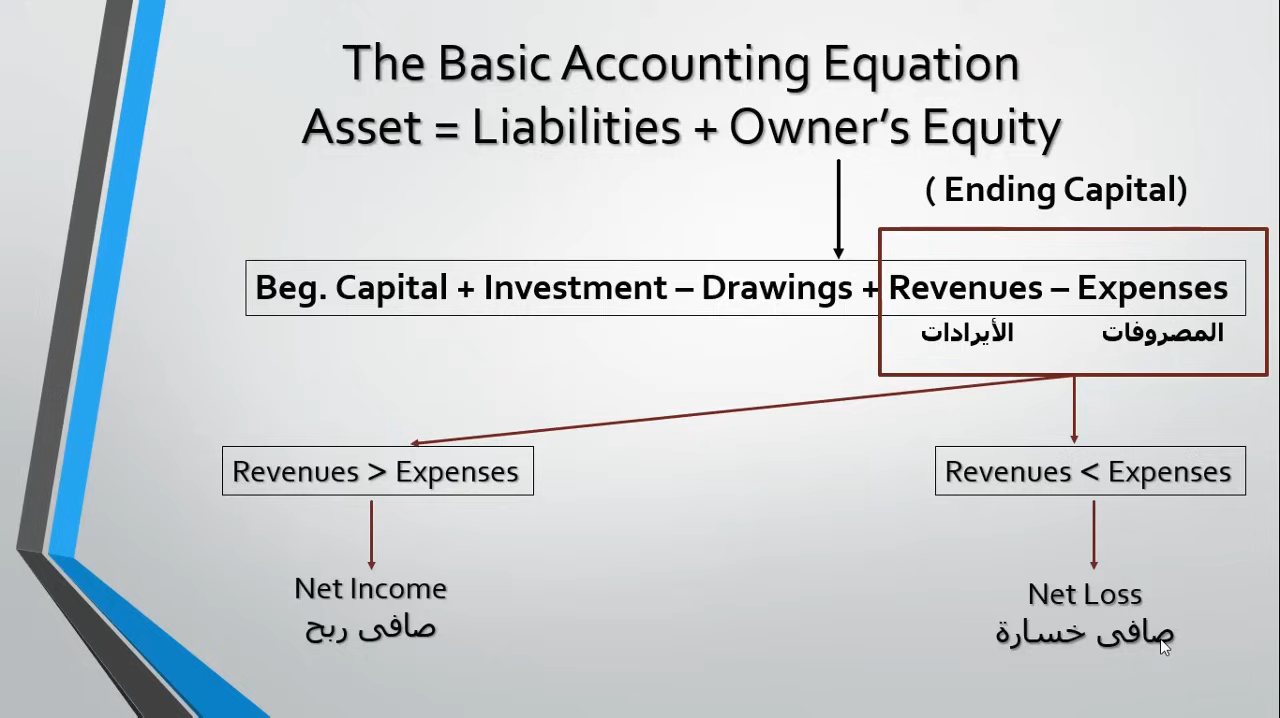 The Basic Accounting Equation
Asset = Liabilities + Owner’s Equity
( Ending Capital)
Beg. Capital + Investment – Drawings + Revenues – Expenses
الأيرادات
المصروفات
Revenues > Expenses
Revenues < Expenses
Net Income
صافى ربح
Net Loss
صافى خسارة